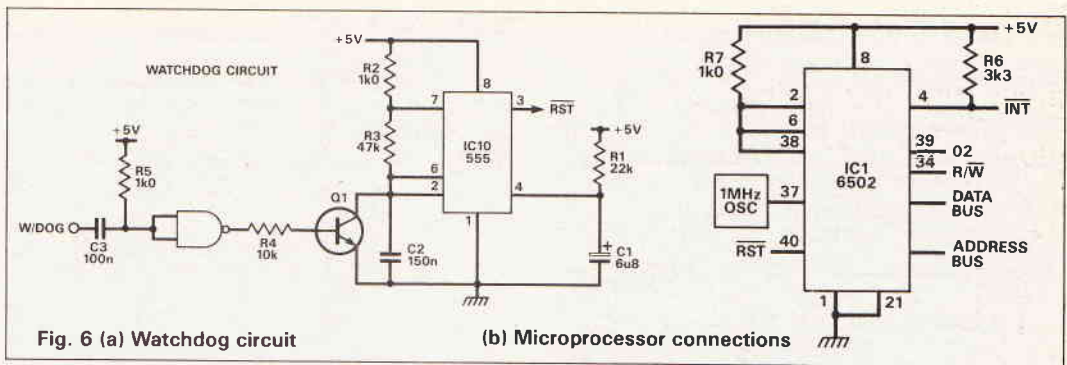 WATCHDOG CIRCUIT
+5V
R2
1k0
8
7
3
RST
R3
47k
IC10
555
+5V
R1
22k
6
2
4
1
+5V
R5
1k0
W/DOG
C3
100n
R4
10k
Q1
C2
150n
+
C1
6u8
Fig. 6 (a) Watchdog circuit
+5V
R7
1k0
8
R6
3k3
2
4
INT
6
38
39
02
34
R/W
IC1
6502
1MHz
OSC
37
DATA
BUS
RST
40
ADDRESS
BUS
1
21
(b) Microprocessor connections